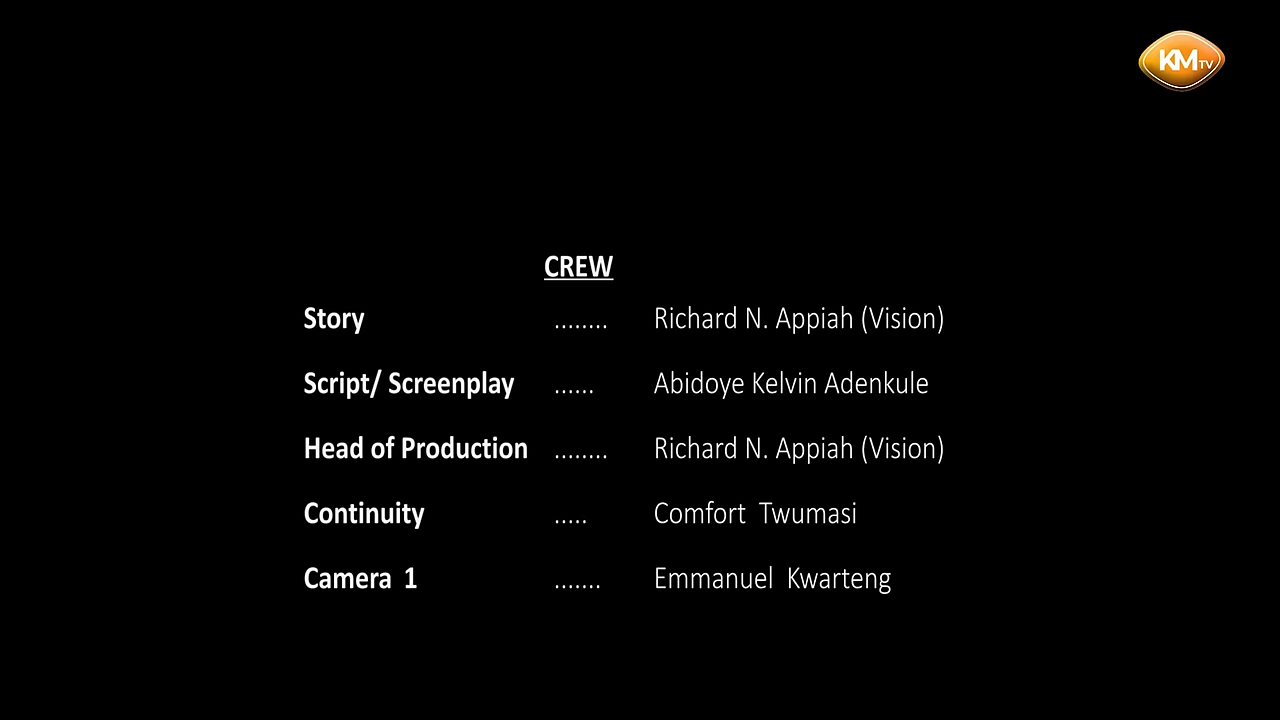 KMTV
CREW
Story ........ Richard N. Appiah (Vision)
Script/ Screenplay ...... Abidoye Kelvin Adenkule
Head of Production ........ Richard N. Appiah (Vision)
Continuity ..... Comfort Twumasi
Camera 1 ....... Emmanuel Kwarteng